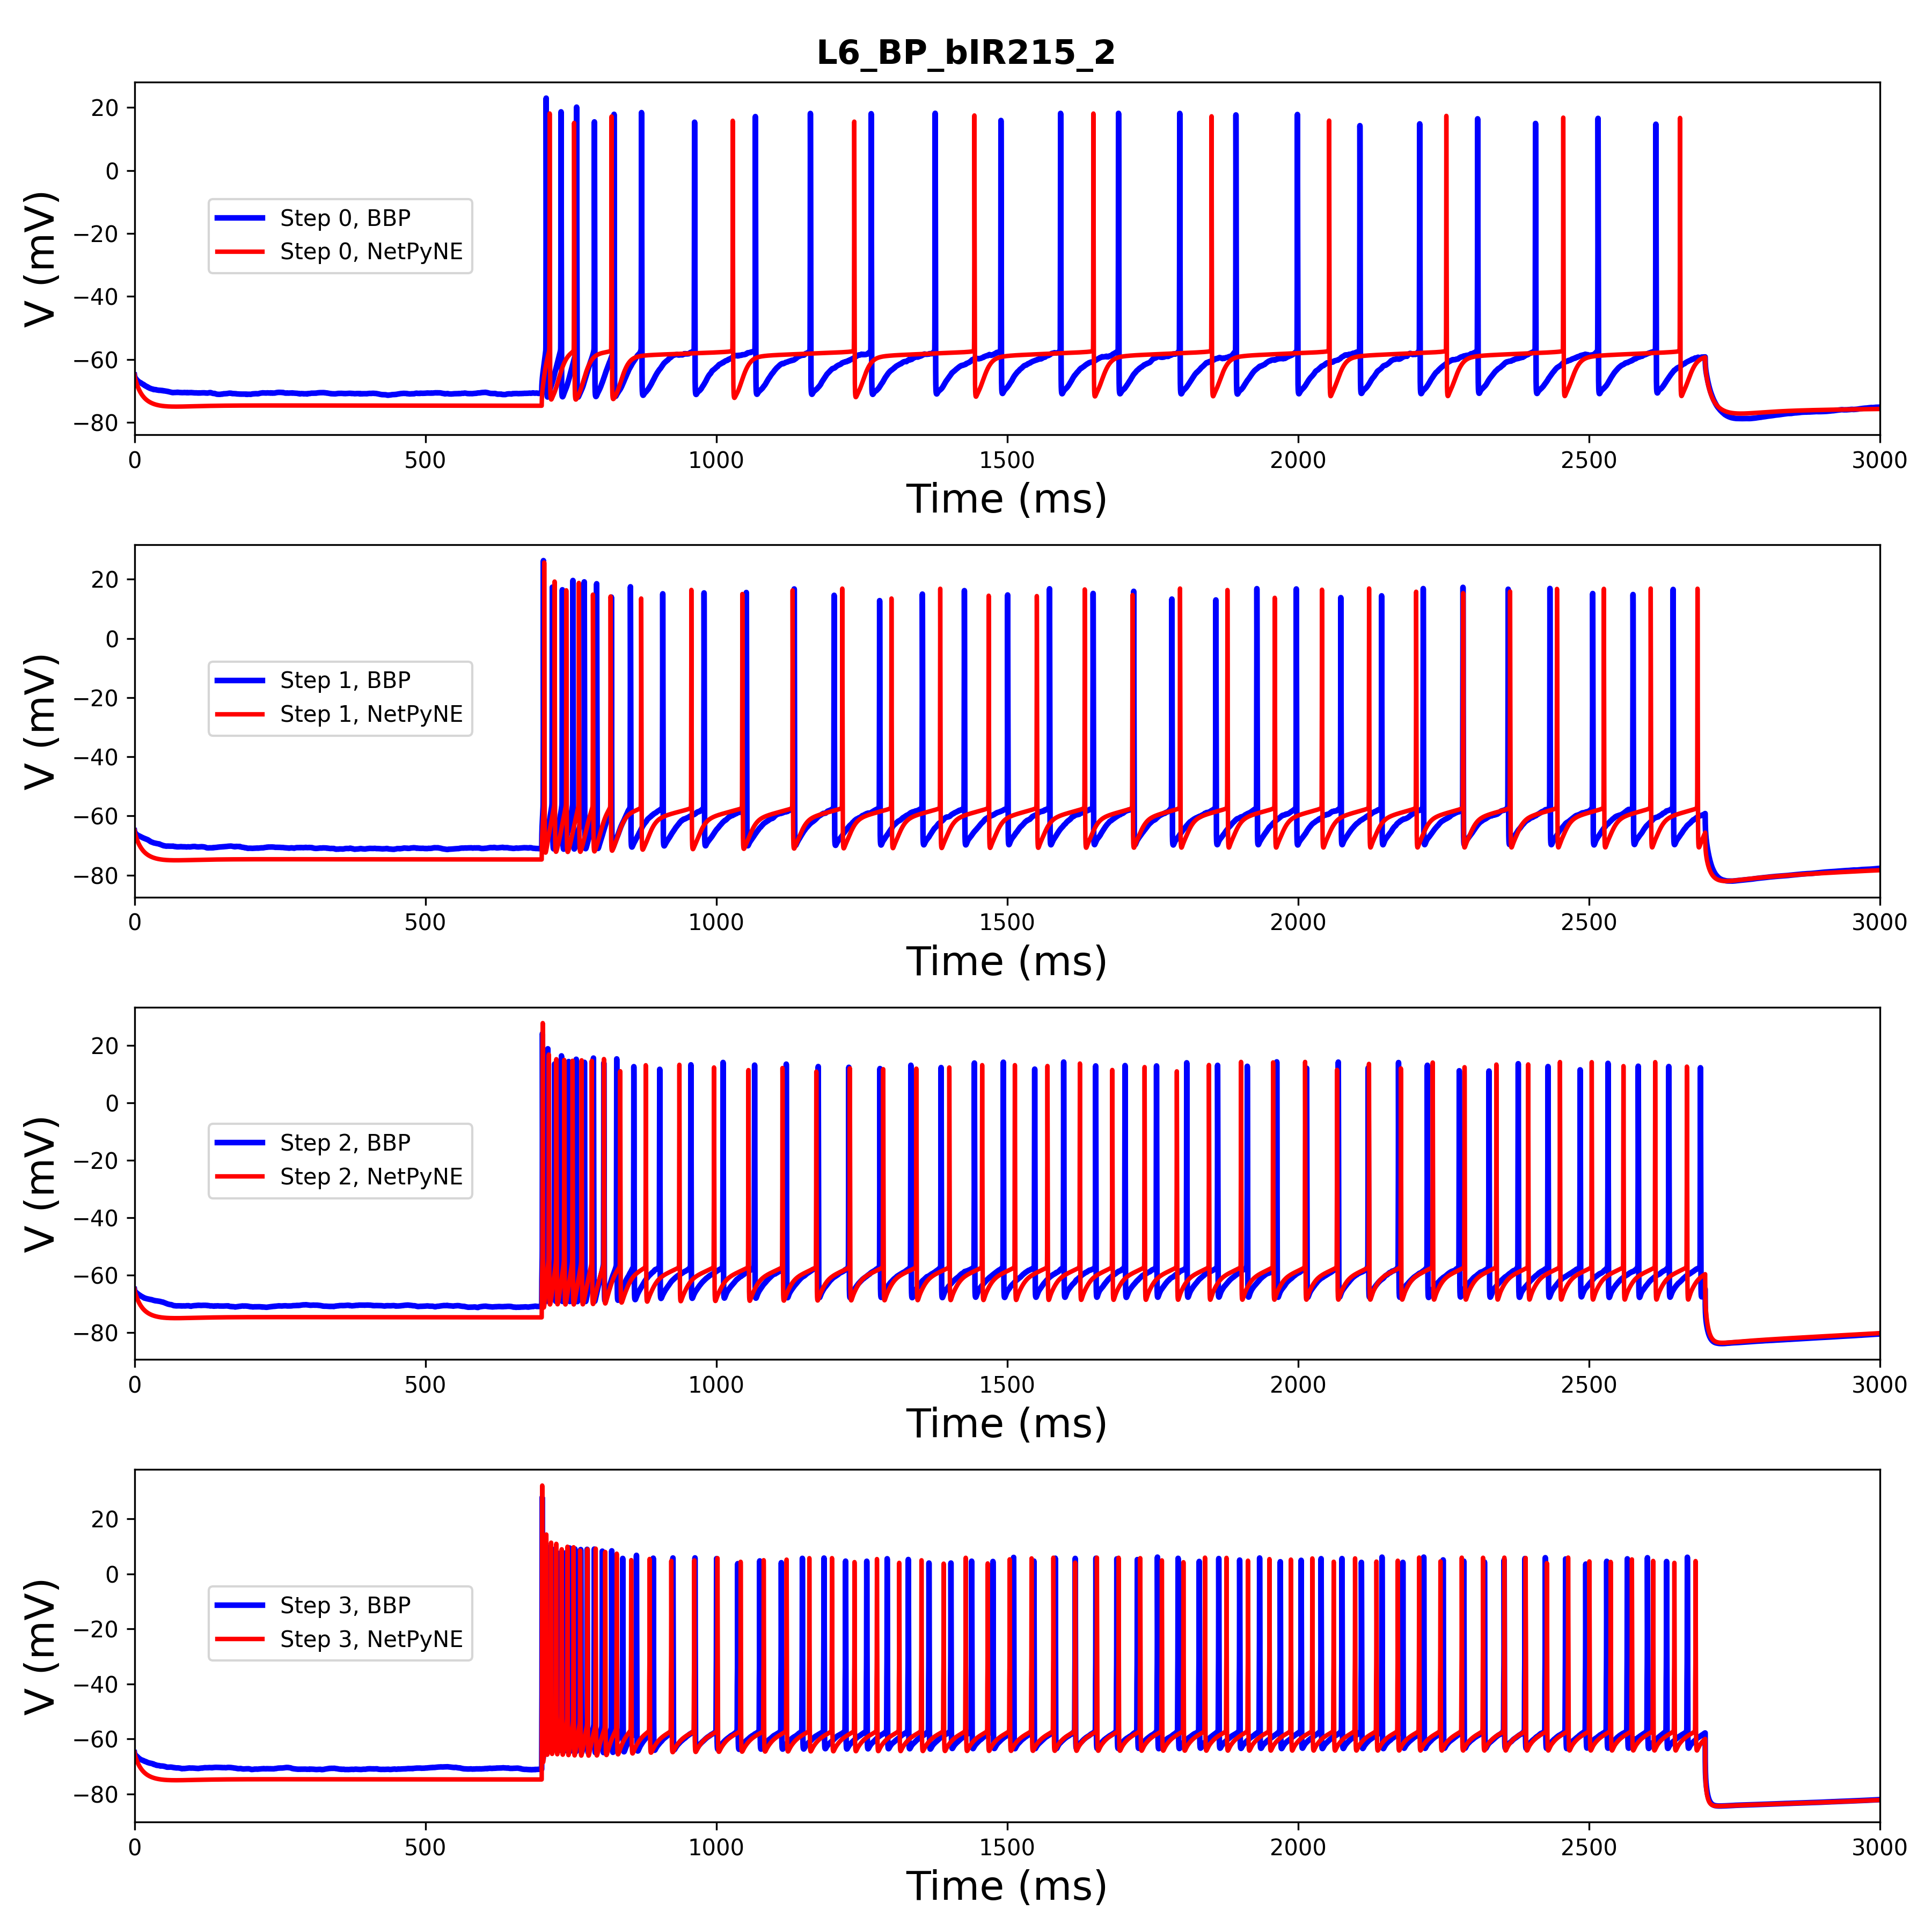 L6_BP_bIR215_2
20
0
−20
−40
−60
−80
V (mV)
Step 0, BBP
Step 0, NetPyNE
0 500 1000 1500 2000 2500 3000
Time (ms)
20
0
−20
−40
−60
−80
V (mV)
Step 1, BBP
Step 1, NetPyNE
0 500 1000 1500 2000 2500 3000
Time (ms)
20
0
−20
−40
−60
−80
V (mV)
Step 2, BBP
Step 2, NetPyNE
0 500 1000 1500 2000 2500 3000
Time (ms)
20
0
−20
−40
−60
−80
V (mV)
Step 3, BBP
Step 3, NetPyNE
0 500 1000 1500 2000 2500 3000
Time (ms)